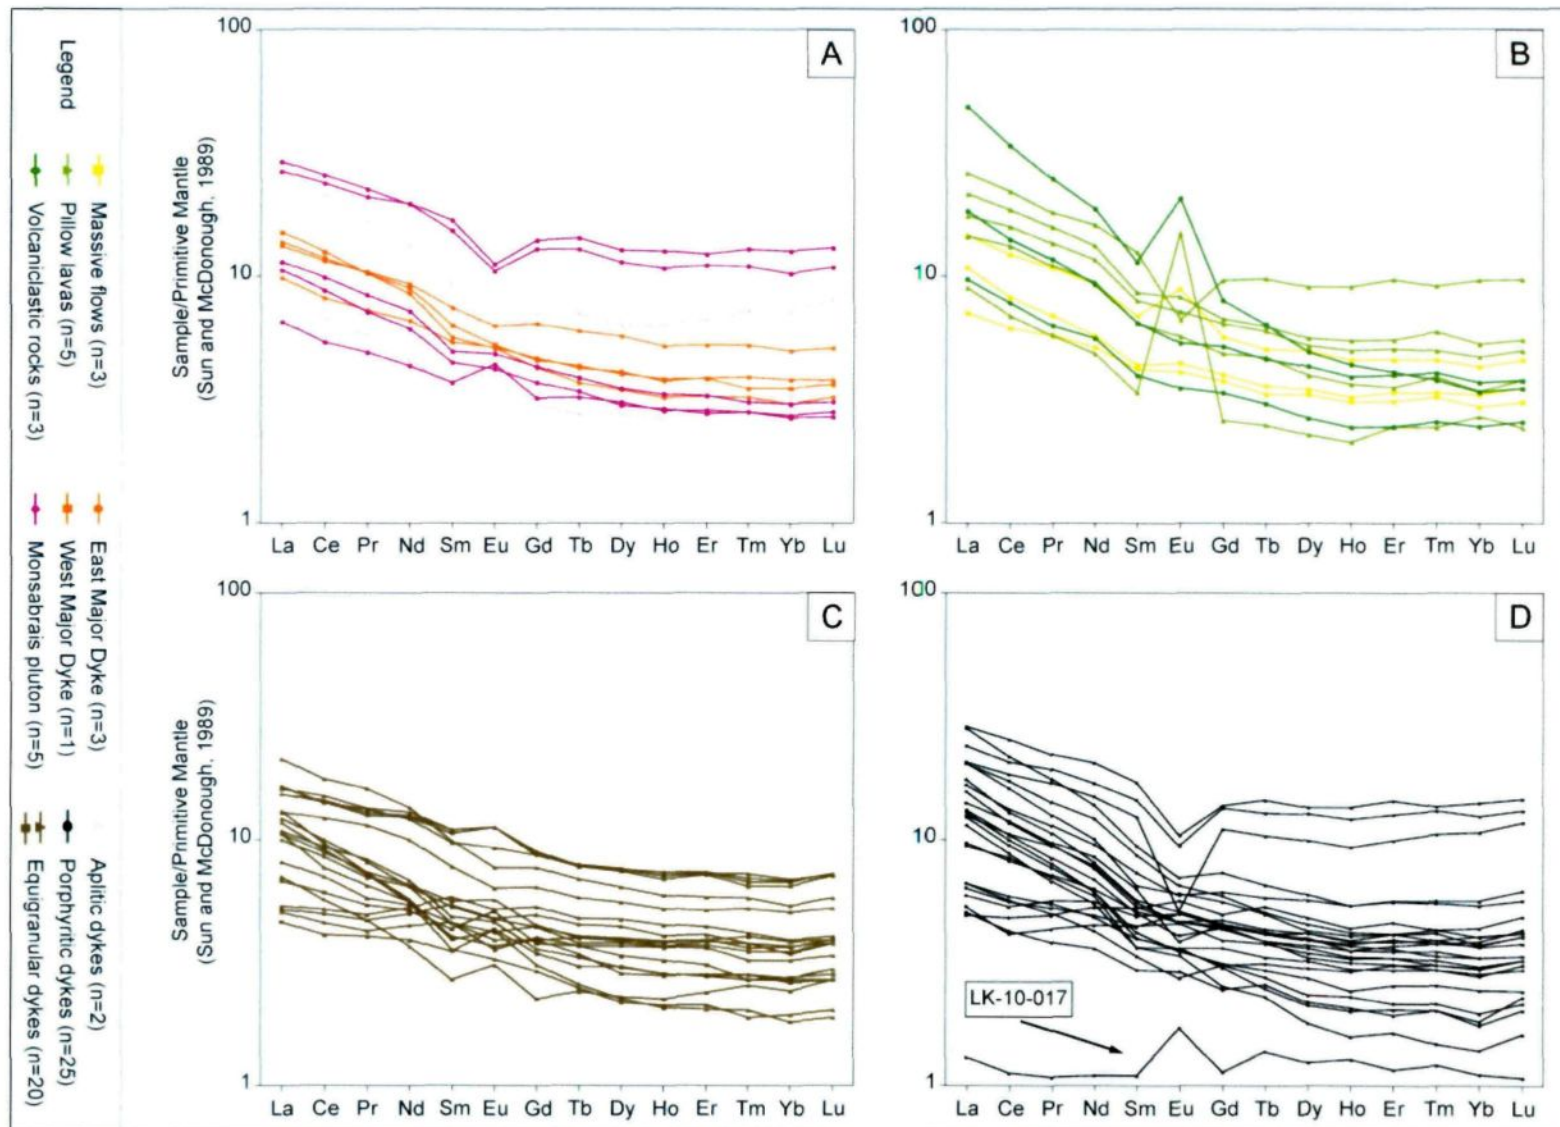 Legend
Massive flows (n=3)
Pillow lavas (n=5)
Volcaniclastic rocks (n=3)
East Major Dyke (n=3)
West Major Dyke (n=1)
Monsabrais pluton (n=5)
Aplitic dykes (n=2)
Porphyritic dykes (n=25)
Equigranular dykes (n=20)
Sample/Primitive Mantle
(Sun and McDonough, 1989)
100
10
1
A
La Ce Pr Nd Sm Eu Gd Tb Dy Ho Er Tm Yb Lu
100
10
1
B
La Ce Pr Nd Sm Eu Gd Tb Dy Ho Er Tm Yb Lu
Sample/Primitive Mantle
(Sun and McDonough, 1989)
100
10
1
C
La Ce Pr Nd Sm Eu Gd Tb Dy Ho Er Tm Yb Lu
100
10
1
D
LK-10-017
La Ce Pr Nd Sm Eu Gd Tb Dy Ho Er Tm Yb Lu